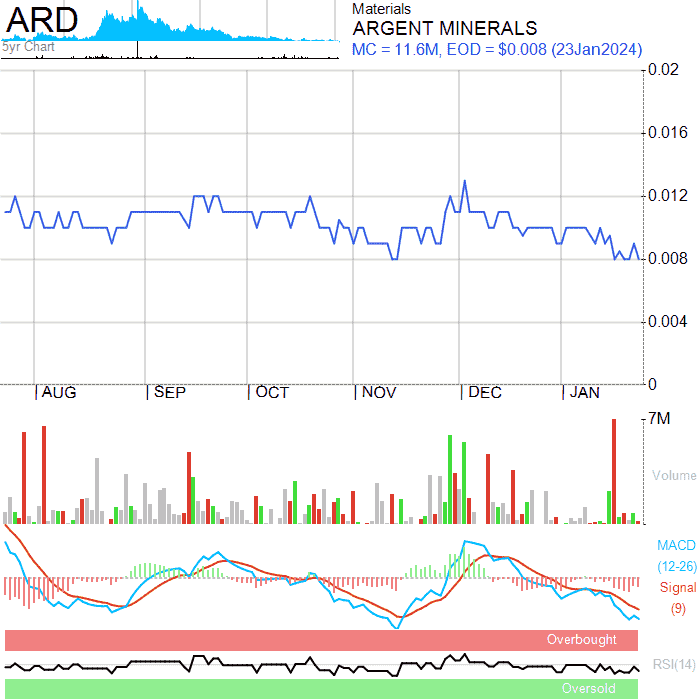 ARD
5yr Chart
Materials
ARGENT MINERALS
MC = 11.6M, EOD = $0.008 (23Jan2024)
0.02
0.016
0.012
0.008
0.004
0
AUG
SEP
OCT
NOV
DEC
JAN
7M
Volume
MACD
(12-26)
Signal
(9)
Overbought
RSI(14)
Oversold